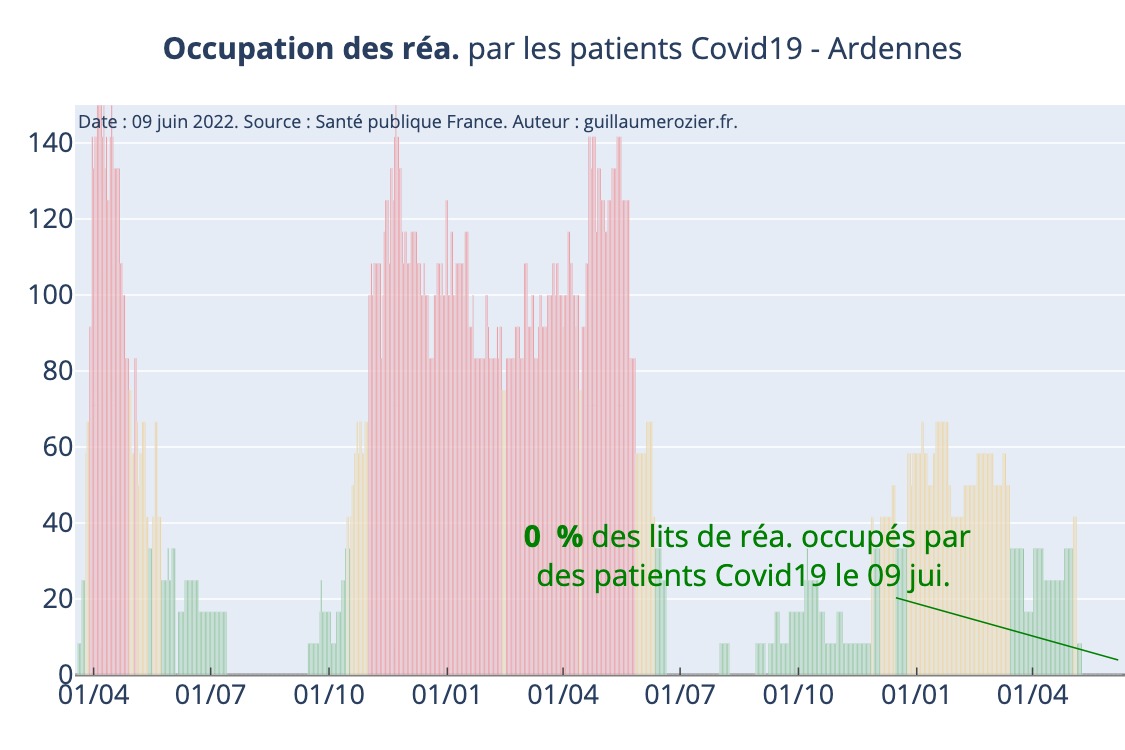 Occupation des réa. par les patients Covid19 - Ardennes
Date : 09 juin 2022. Source : Santé publique France. Auteur : guillaumerozier.fr.
140
120
100
80
60
40
20
0
0 % des lits de réa. occupés par
des patients Covid19 le 09 jui.
01/04 01/07 01/10 01/01 01/04 01/07 01/10 01/01 01/04